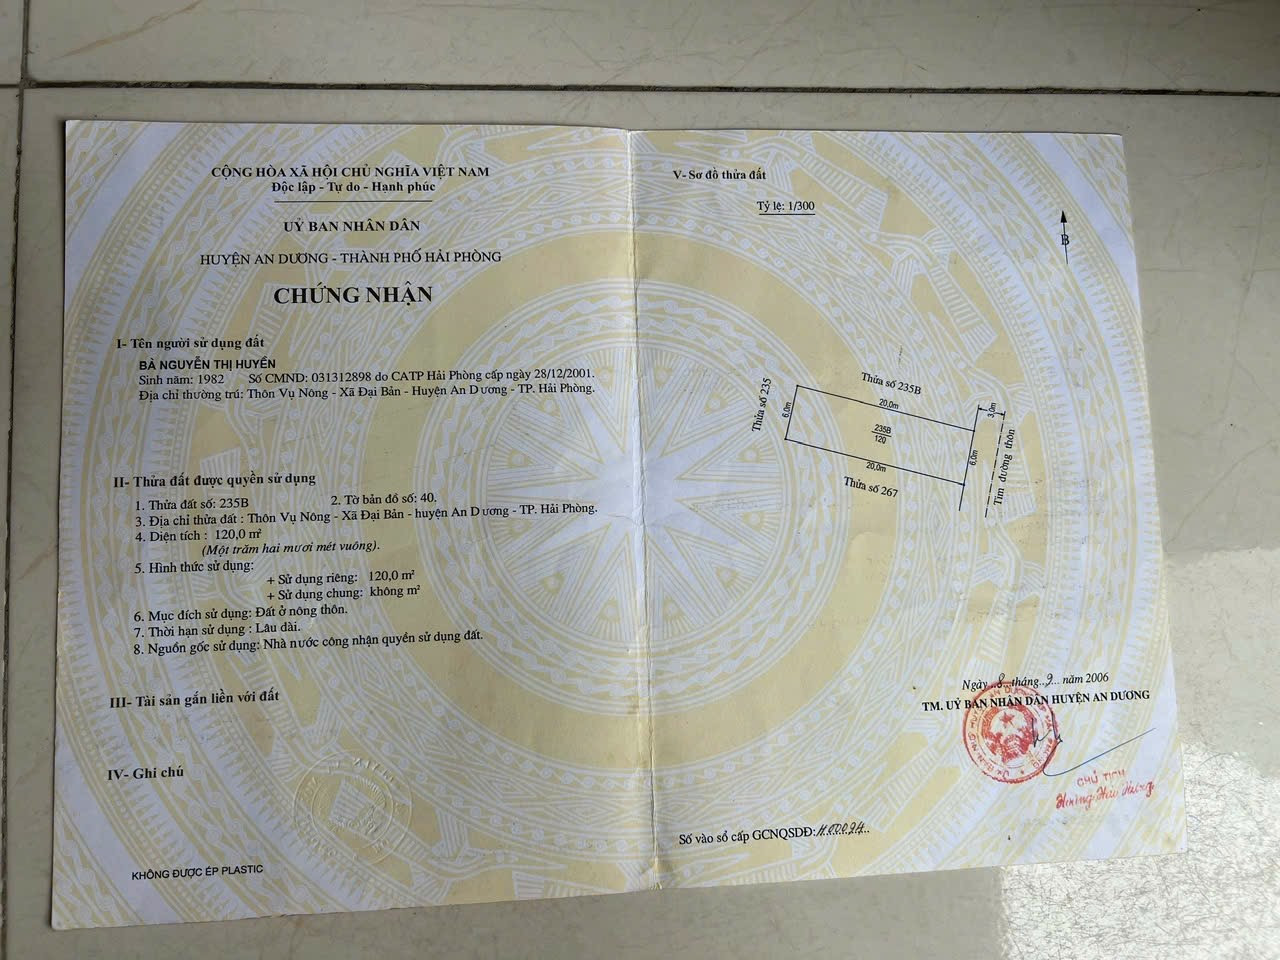 CỘNG HÒA XÃ HỘI CHỦ NGHĨA VIỆT NAM
Độc lập - Tự do - Hạnh phúc
UỶ BAN NHÂN DÂN
HUYỆN AN DƯƠNG - THÀNH PHỐ HẢI PHÒNG
CHỨNG NHẬN
I- Tên người sử dụng đất
BÀ NGUYỄN THỊ HUYỀN
Sinh năm: 1982 Số CMND: 031312898 do CATP Hải Phòng cấp ngày 28/12/2001.
Địa chỉ thường trú: Thôn Vụ Nông - Xã Đại Bản - Huyện An Dương - TP. Hải Phòng.
II- Thửa đất được quyền sử dụng
1. Thửa đất số: 235B 2. Tờ bản đồ số: 40.
3. Địa chỉ thửa đất : Thôn Vụ Nông - Xã Đại Bản - huyện An Dương - TP. Hải Phòng.
4. Diện tích : 120,0 m²
(Một trăm hai mươi mét vuông).
5. Hình thức sử dụng:
+ Sử dụng riêng: 120,0 m²
+ Sử dụng chung: không m²
6. Mục đích sử dụng: Đất ở nông thôn.
7. Thời hạn sử dụng : Lâu dài.
8. Nguồn gốc sử dụng: Nhà nước công nhận quyền sử dụng đất.
III- Tài sản gắn liền với đất
IV- Ghi chú
KHÔNG ĐƯỢC ÉP PLASTIC
V- Sơ đồ thửa đất
Tỷ lệ: 1/300
B
Thửa số 235B
Thửa số 235
20,0m
3,0m
6,0m
235B
120
6,0m
20,0m
Thửa số 267
Tim đường thôn
Ngày 8 tháng 9 năm 2006
TM. UỶ BAN NHÂN DÂN HUYỆN AN DƯƠNG
CHỦ TỊCH
Số vào sổ cấp GCNQSDĐ: